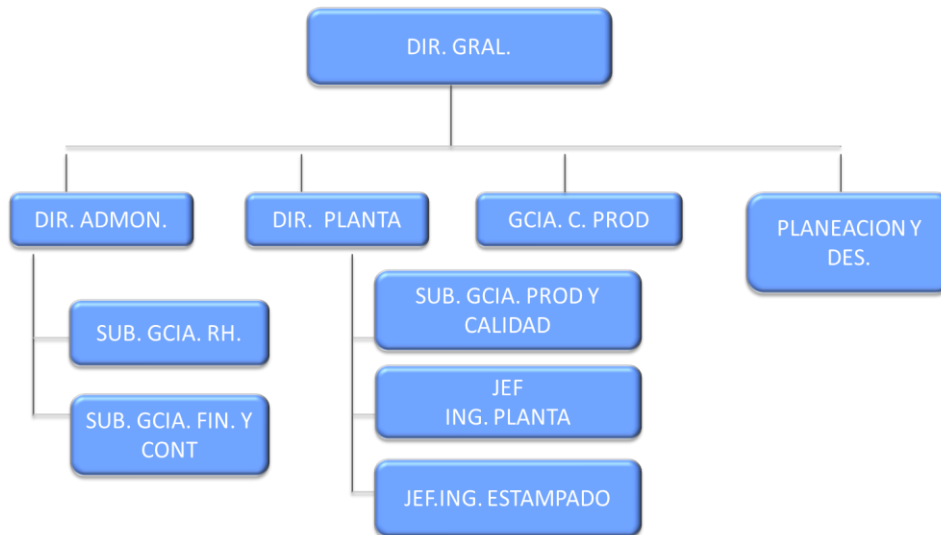 DIR. GRAL.
DIR. ADMON.
DIR. PLANTA
GCIA. C. PROD
PLANEACION Y
DES.
SUB. GCIA. RH.
SUB. GCIA. FIN. Y
CONT
SUB. GCIA. PROD Y
CALIDAD
JEF
ING. PLANTA
JEF.ING. ESTAMPADO